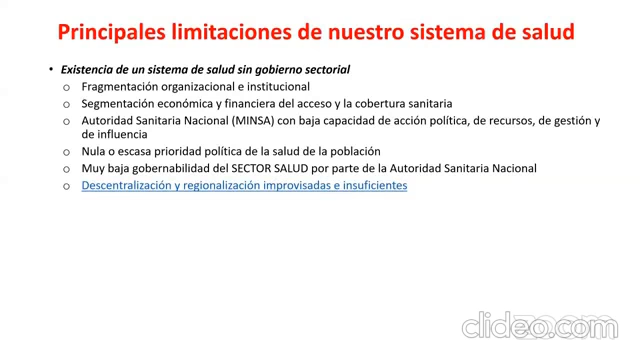 Principales limitaciones de nuestro sistema de salud
• Existencia de un sistema de salud sin gobierno sectorial
o Fragmentación organizacional e institucional
o Segmentación económica y financiera del acceso y la cobertura sanitaria
o Autoridad Sanitaria Nacional (MINSA) con baja capacidad de acción política, de recursos, de gestión y
de influencia
o Nula o escasa prioridad política de la salud de la población
o Muy baja gobernabilidad del SECTOR SALUD por parte de la Autoridad Sanitaria Nacional
o Descentralización y regionalización improvisadas e insuficientes
zoom
clideo.com